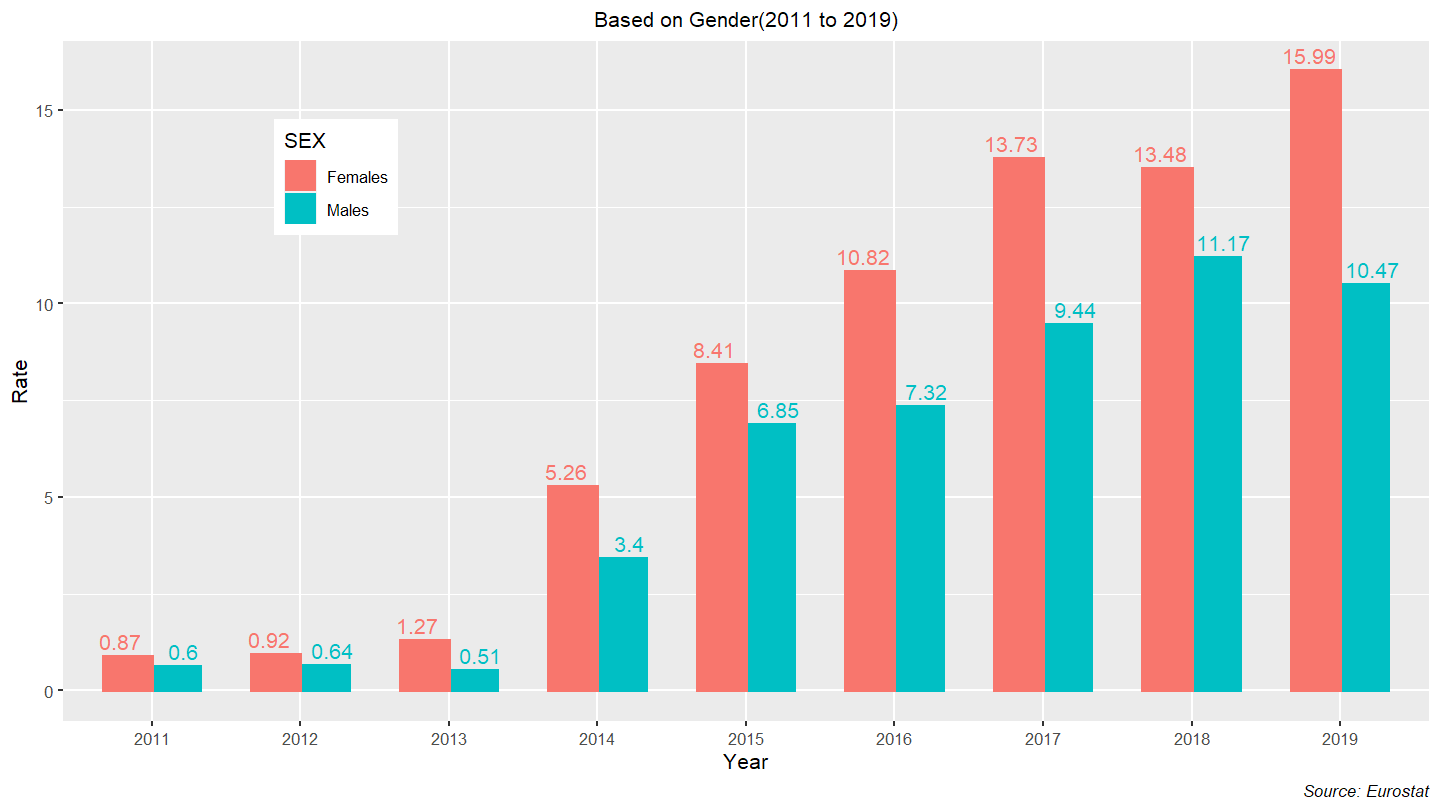 Based on Gender(2011 to 2019)
15.99
15
SEX
13.73
13.48
Females
Males
11.17
10.82
10.47
10
9.44
Rate
8.41
7.32
6.85
5.26
5
3.4
1.27
0.87
0.6
0.92
0.64
0.51
0
2011 2012 2013 2014 2015 2016 2017 2018 2019
Year
Source: Eurostat